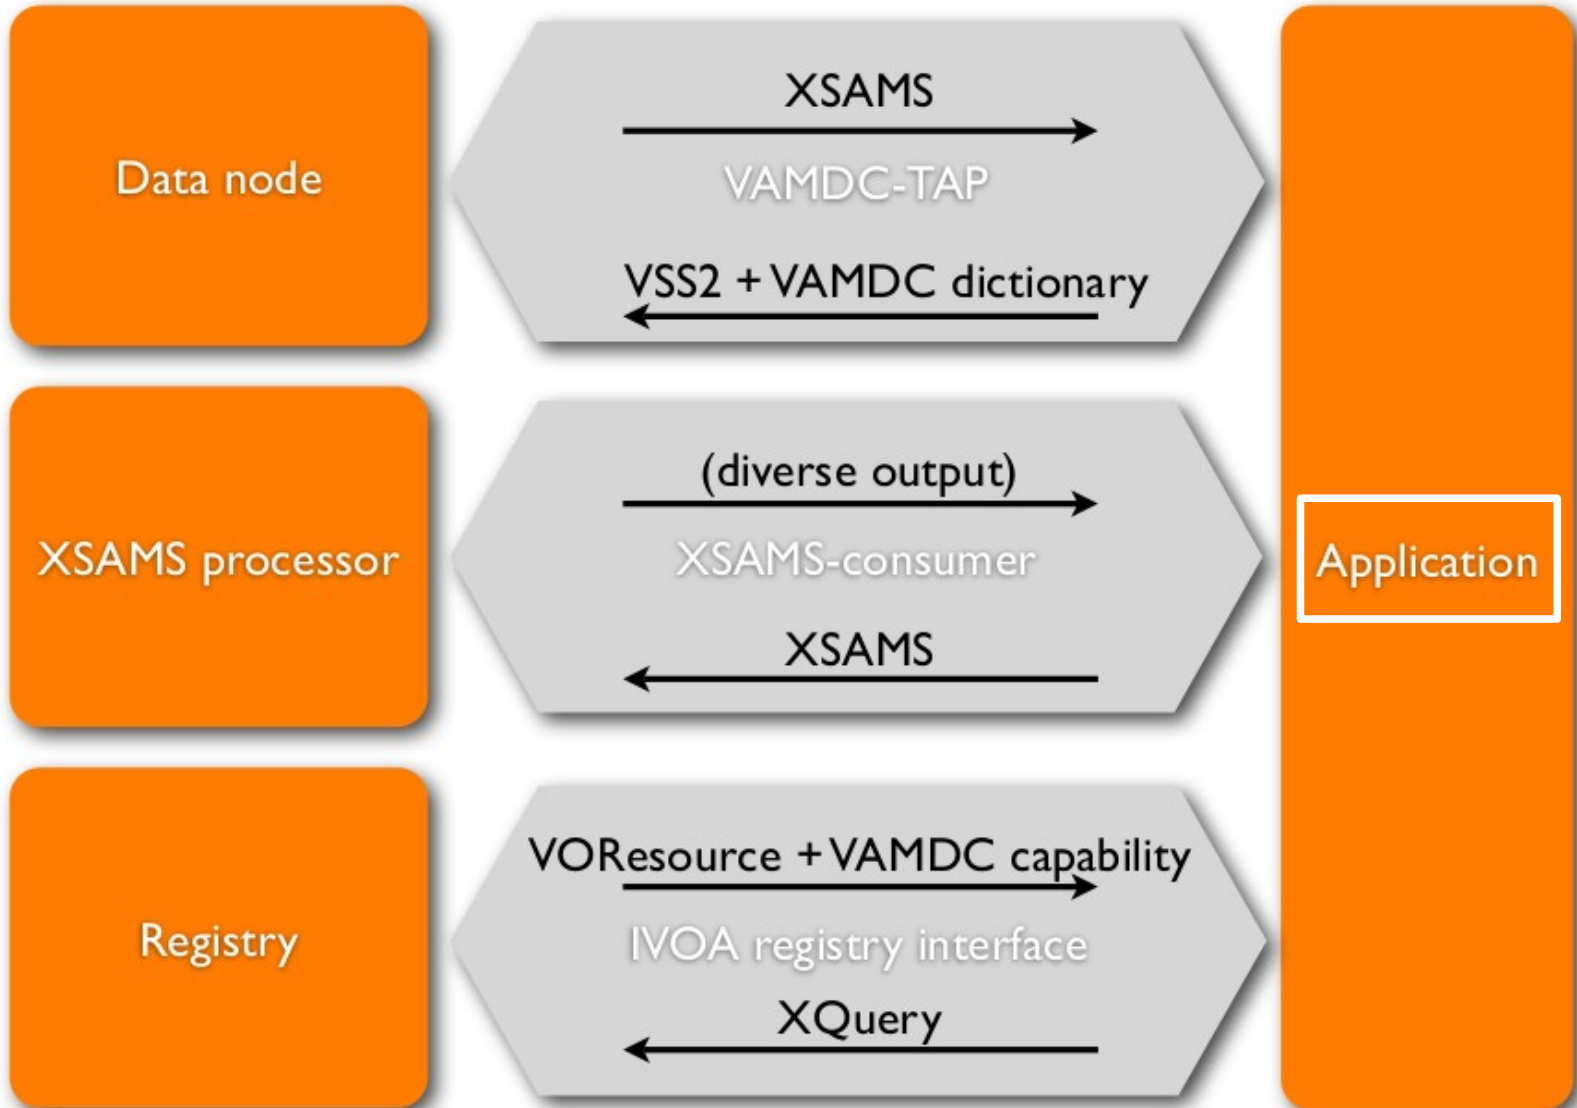 Data node
XSAMS
VAMDC-TAP
VSS2 + VAMDC dictionary
XSAMS processor
(diverse output)
XSAMS-consumer
XSAMS
Application
Registry
VOResource + VAMDC capability
IVOA registry interface
XQuery